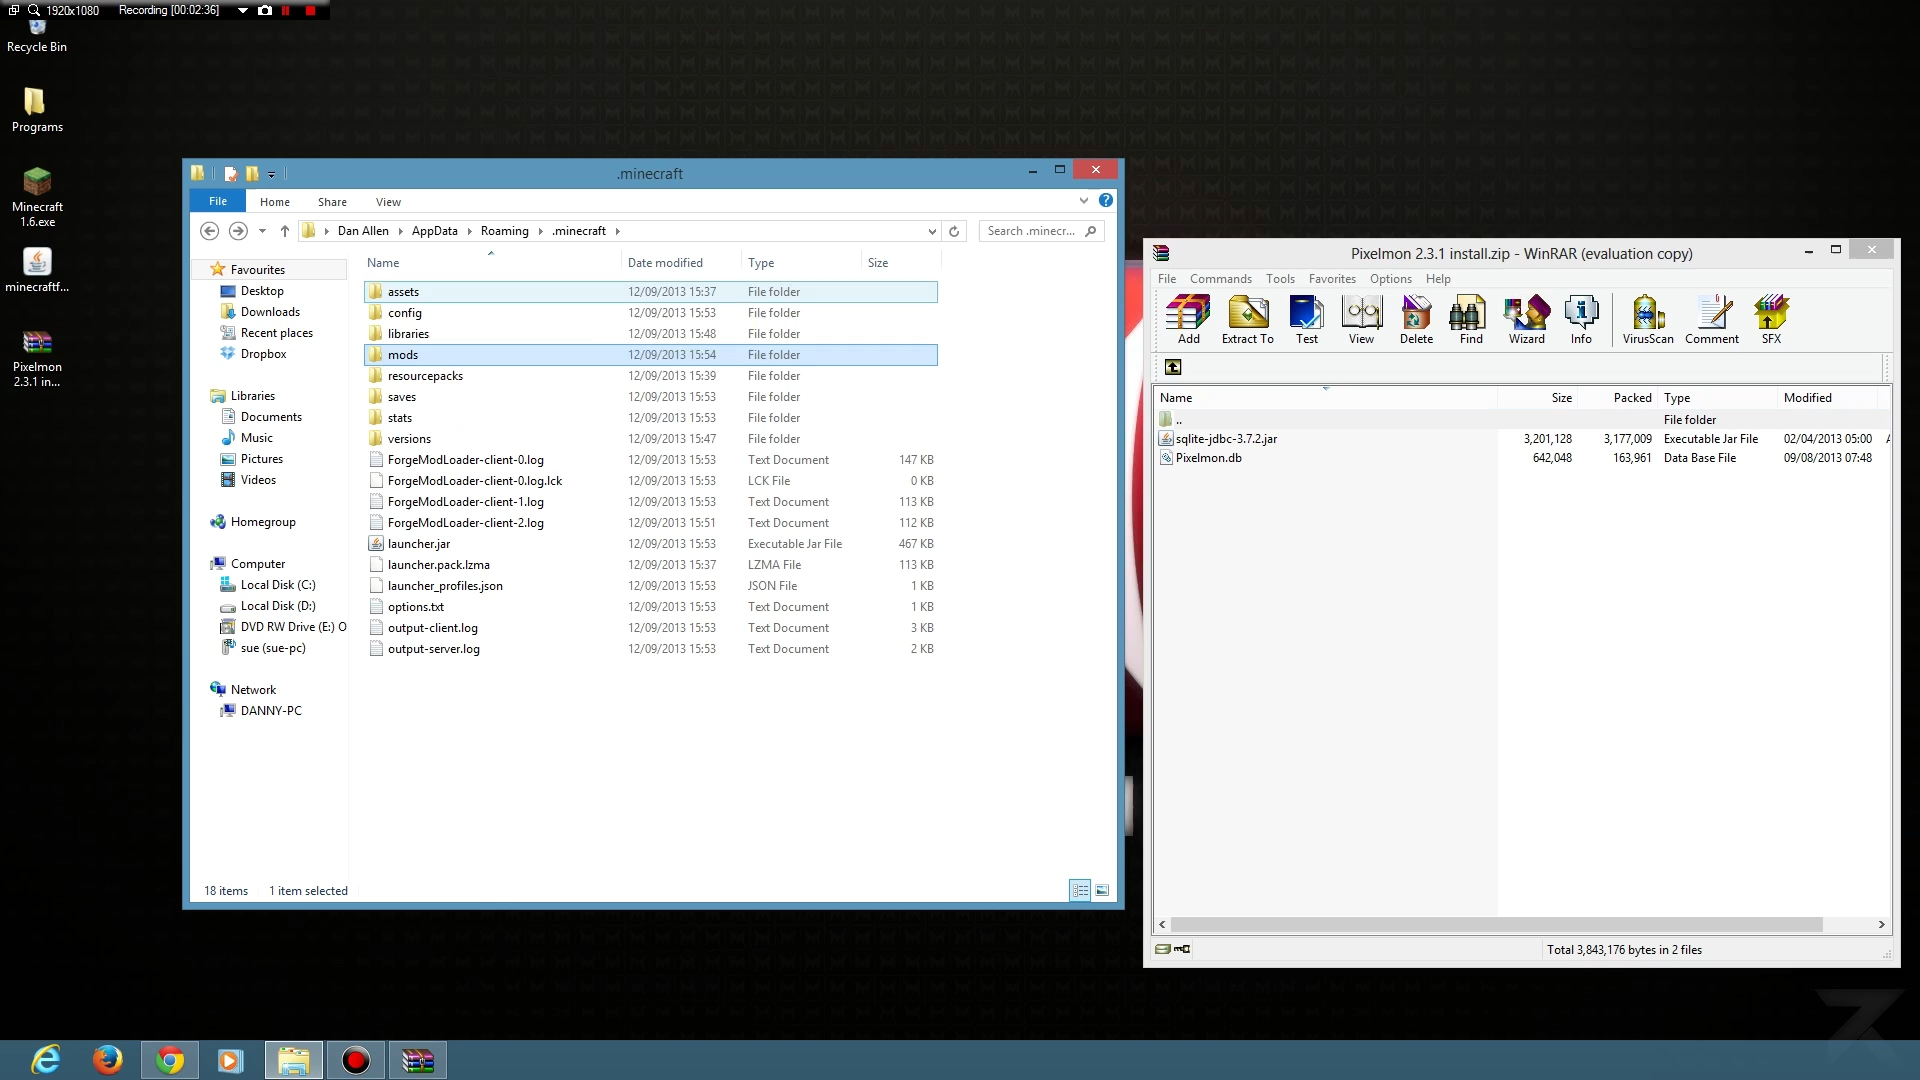 1920x1080 Recording [00:02:36]
Recycle Bin
Programs
Minecraft
1.6.exe
minecraftf...
Pixelmon
2.3.1 in...
.minecraft
File Home Share View
Dan Allen AppData Roaming .minecraft
Search .minecr...
Favourites
Desktop
Downloads
Recent places
Dropbox
Libraries
Documents
Music
Pictures
Videos
Homegroup
Computer
Local Disk (C:)
Local Disk (D:)
DVD RW Drive (E:) O
sue (sue-pc)
Network
DANNY-PC
Name Date modified Type Size
assets 12/09/2013 15:37 File folder
config 12/09/2013 15:53 File folder
libraries 12/09/2013 15:48 File folder
mods 12/09/2013 15:54 File folder
resourcepacks 12/09/2013 15:39 File folder
saves 12/09/2013 15:53 File folder
stats 12/09/2013 15:53 File folder
versions 12/09/2013 15:47 File folder
ForgeModLoader-client-0.log 12/09/2013 15:53 Text Document 147 KB
ForgeModLoader-client-0.log.lck 12/09/2013 15:53 LCK File 0 KB
ForgeModLoader-client-1.log 12/09/2013 15:53 Text Document 113 KB
ForgeModLoader-client-2.log 12/09/2013 15:51 Text Document 112 KB
launcher.jar 12/09/2013 15:53 Executable Jar File 467 KB
launcher.pack.lzma 12/09/2013 15:37 LZMA File 113 KB
launcher_profiles.json 12/09/2013 15:53 JSON File 1 KB
options.txt 12/09/2013 15:53 Text Document 1 KB
output-client.log 12/09/2013 15:53 Text Document 3 KB
output-server.log 12/09/2013 15:53 Text Document 2 KB
18 items 1 item selected
Pixelmon 2.3.1 install.zip - WinRAR (evaluation copy)
File Commands Tools Favorites Options Help
Add Extract To Test View Delete Find Wizard Info VirusScan Comment SFX
Name Size Packed Type Modified
.. File folder
sqlite-jdbc-3.7.2.jar 3,201,128 3,177,009 Executable Jar File 02/04/2013 05:00
Pixelmon.db 642,048 163,961 Data Base File 09/08/2013 07:48
Total 3,843,176 bytes in 2 files